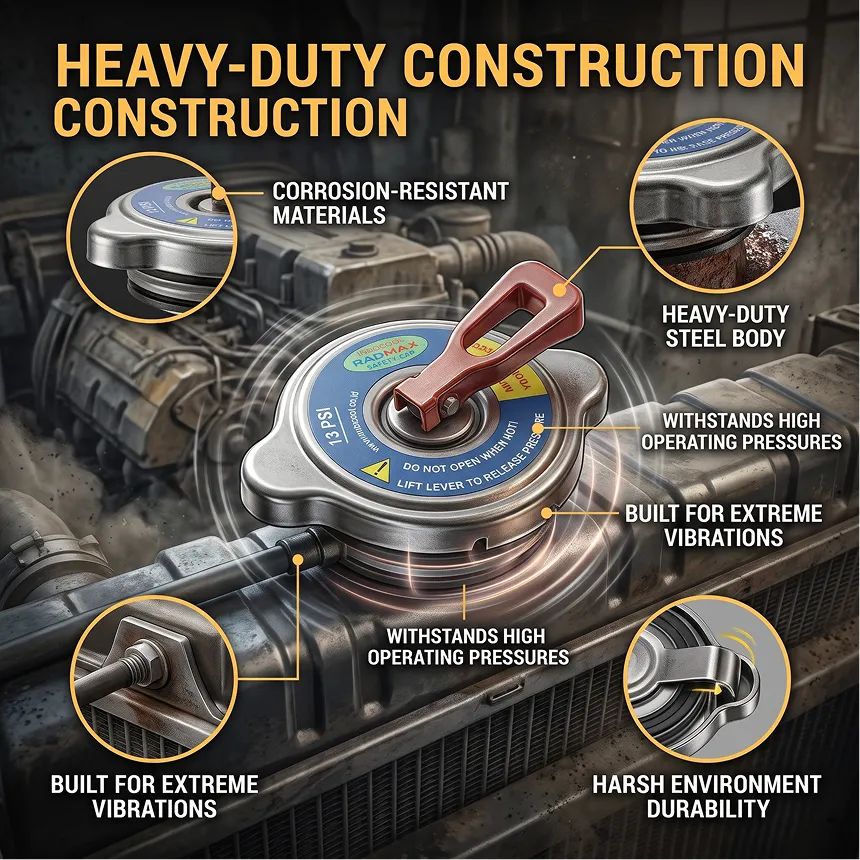 HEAVY-DUTY CONSTRUCTION
CONSTRUCTION
CORROSION-RESISTANT
MATERIALS
HEAVY-DUTY
STEEL BODY
RADMAX
SAFETY CAP
13 PSI
DO NOT OPEN WHEN HOT!
LIFT LEVER TO RELEASE PRESSURE
WITHSTANDS HIGH
OPERATING PRESSURES
BUILT FOR EXTREME
VIBRATIONS
WITHSTANDS HIGH
OPERATING PRESSURES
BUILT FOR EXTREME
VIBRATIONS
HARSH ENVIRONMENT
DURABILITY